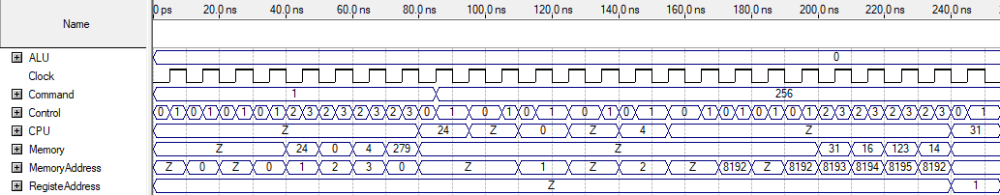 0 ps 20.0 ns 40.0 ns 60.0 ns 80.0 ns 100.0 ns 120.0 ns 140.0 ns 160.0 ns 180.0 ns 200.0 ns 220.0 ns 240.0 ns
Name
ALU 0
Clock
Command 1 256
Control 0 1 0 1 0 1 0 1 2 3 2 3 2 3 2 3 0 1 0 1 0 1 0 1 0 1 0 1 0 1 0 1 0 1 2 3 2 3 2 3 2 3 0 1
CPU Z 24 Z 0 Z 4 Z 31
Memory Z 24 0 4 279 Z 31 16 123 14
MemoryAddress Z 0 Z 0 1 2 3 0 Z 1 Z 2 Z 8192 Z 8192 8193 8194 8195 8192
RegisteAddress Z 1